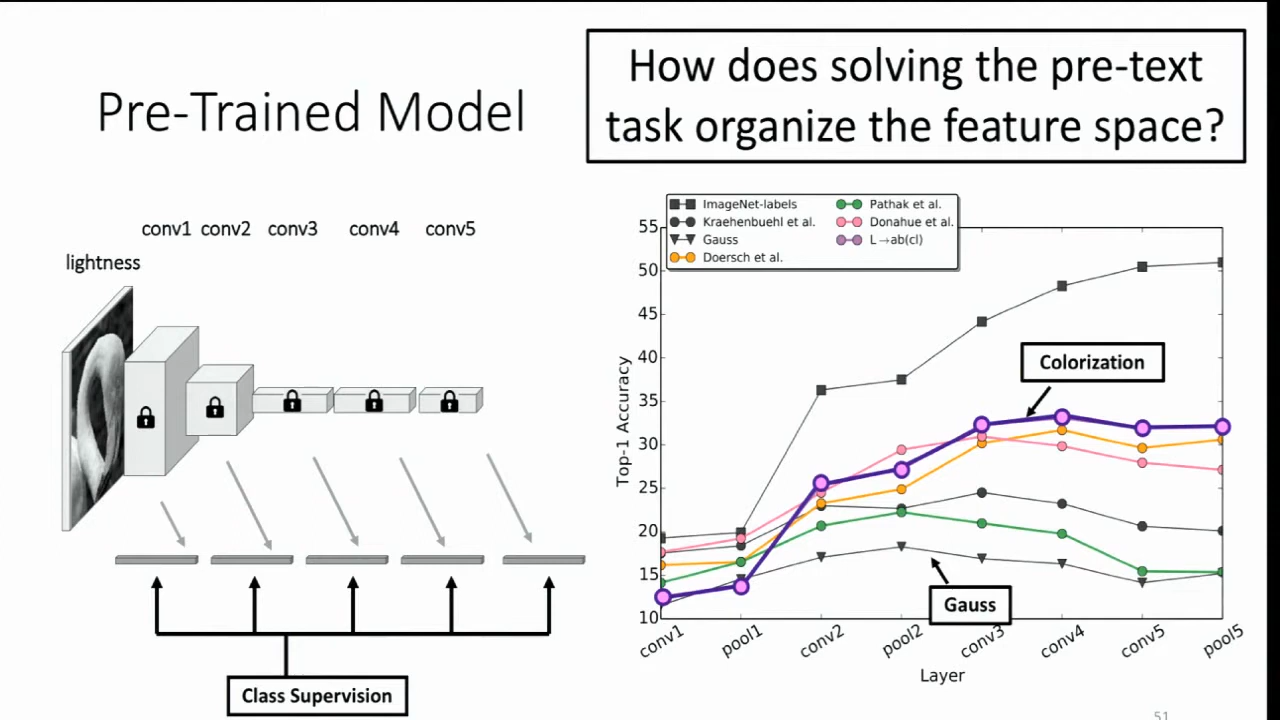 Pre-Trained Model
How does solving the pre-text
task organize the feature space?
conv1 conv2 conv3 conv4 conv5
lightness
Class Supervision
ImageNet-labels
Kraehenbuehl et al.
Gauss
Doersch et al.
Pathak et al.
Donahue et al.
L→ab(cl)
55
50
45
40
35
30
25
20
15
10
Top-1 Accuracy
Colorization
Gauss
conv1 pool1 conv2 pool2 conv3 conv4 conv5 pool5
Layer
51